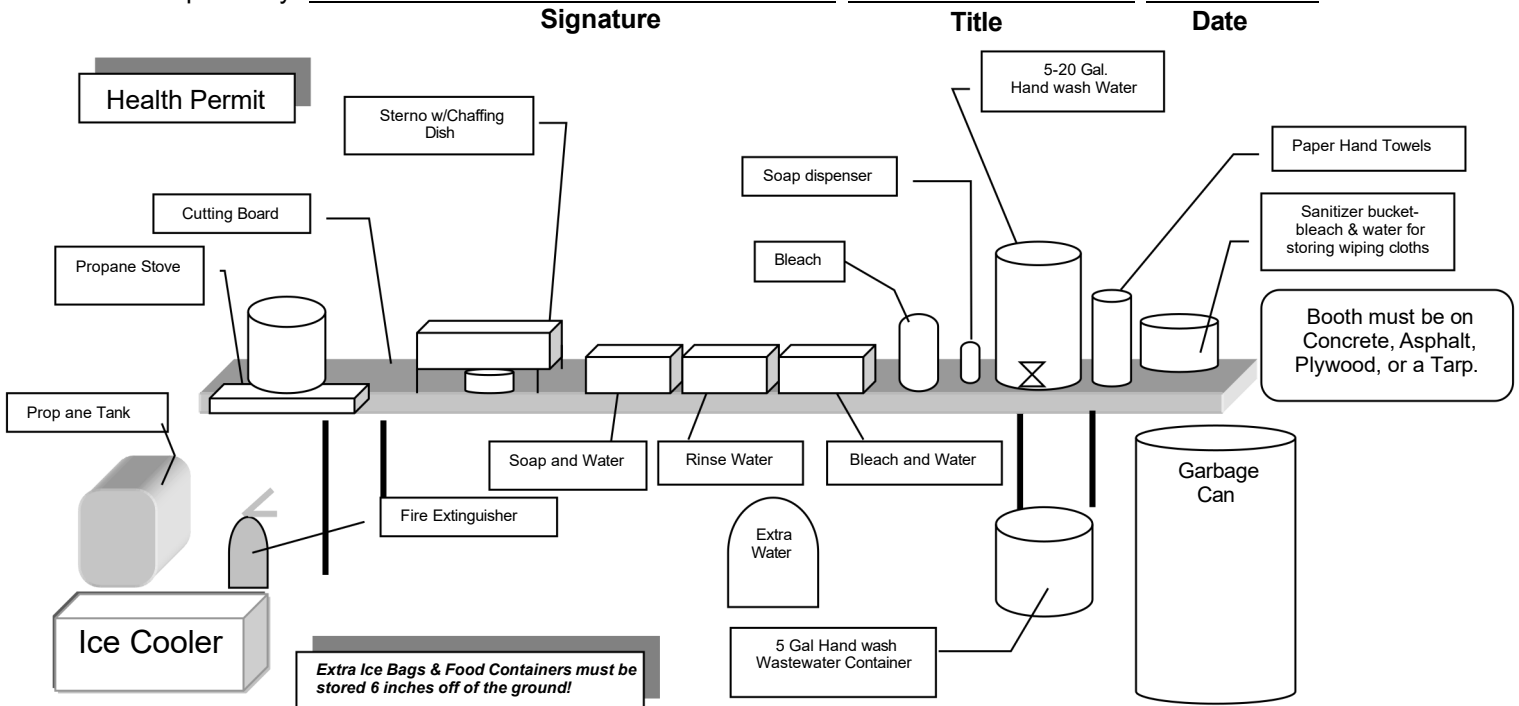 Signature Title Date
Health Permit
Sterno w/Chaffing
Dish
5-20 Gal.
Hand wash Water
Paper Hand Towels
Soap dispenser
Cutting Board
Sanitizer bucket-
bleach & water for
storing wiping cloths
Propane Stove
Bleach
Booth must be on
Concrete, Asphalt,
Plywood, or a Tarp.
Prop ane Tank
Soap and Water
Rinse Water
Bleach and Water
Garbage
Can
Fire Extinguisher
Extra
Water
Ice Cooler
5 Gal Hand wash
Wastewater Container
Extra Ice Bags & Food Containers must be
stored 6 inches off of the ground!